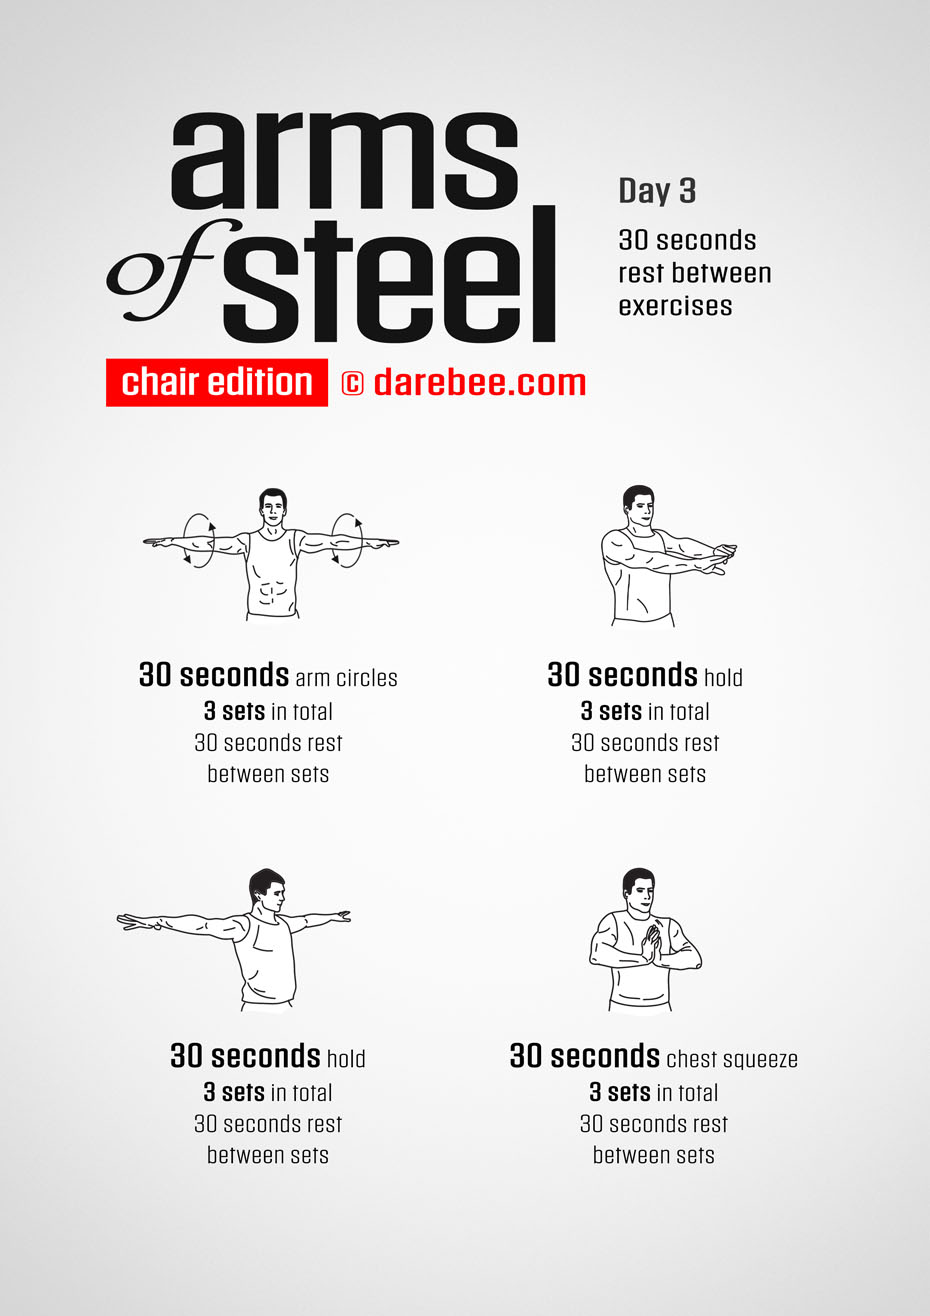 arms
of steel
chair edition © darebee.com
Day 3
30 seconds
rest between
exercises
30 seconds arm circles
3 sets in total
30 seconds rest
between sets
30 seconds hold
3 sets in total
30 seconds rest
between sets
30 seconds hold
3 sets in total
30 seconds rest
between sets
30 seconds chest squeeze
3 sets in total
30 seconds rest
between sets